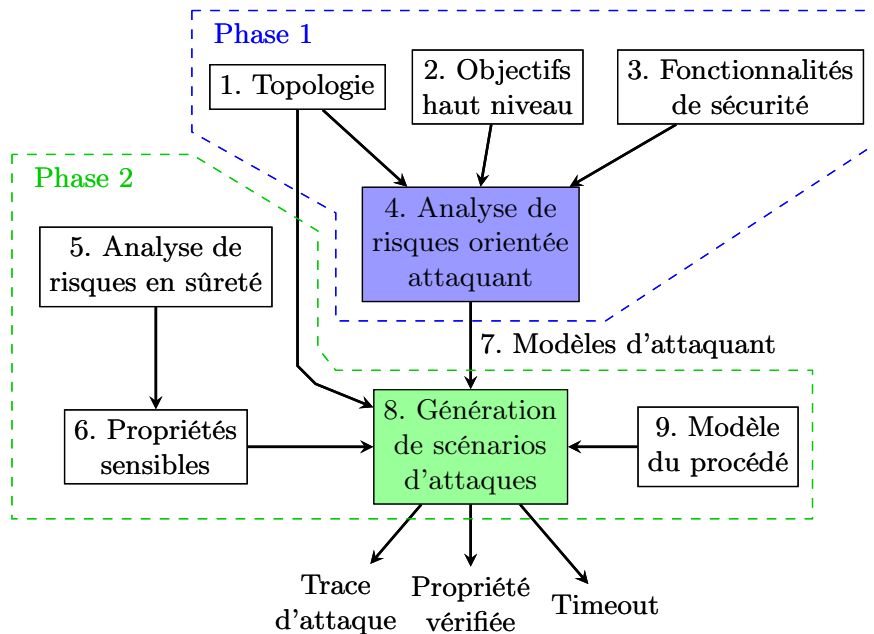 Phase 1
1. Topologie
2. Objectifs
haut niveau
3. Fonctionnalités
de sécurité
Phase 2
4. Analyse de
risques orientée
attaquant
5. Analyse de
risques en sûreté
7. Modèles d'attaquant
6. Propriétés
sensibles
8. Génération
de scénarios
d'attaques
9. Modèle
du procédé
Trace
d'attaque
Propriété
vérifiée
Timeout